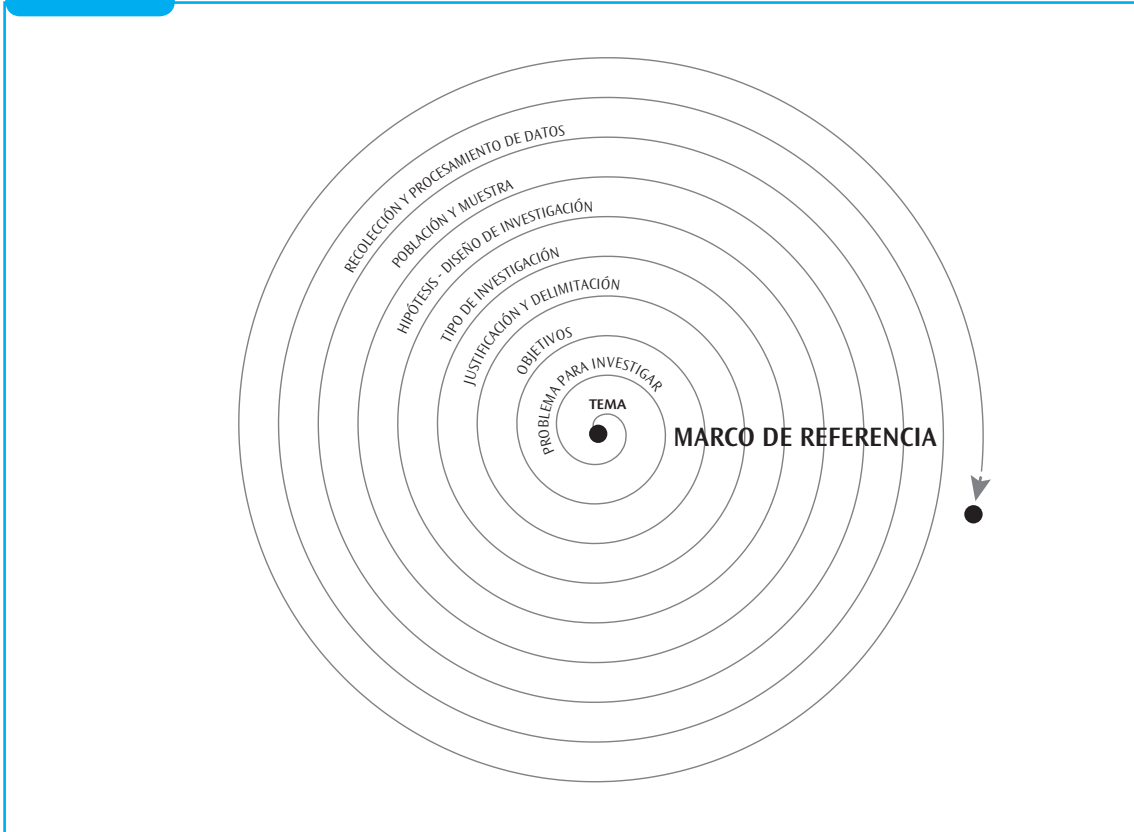 RECOLECCIÓN Y PROCESAMIENTO DE DATOS
POBLACIÓN Y MUESTRA
HIPÓTESIS - DISEÑO DE INVESTIGACIÓN
TIPO DE INVESTIGACIÓN
JUSTIFICACIÓN Y DELIMITACIÓN
OBJETIVOS
PROBLEMA PARA INVESTIGAR
TEMA
MARCO DE REFERENCIA